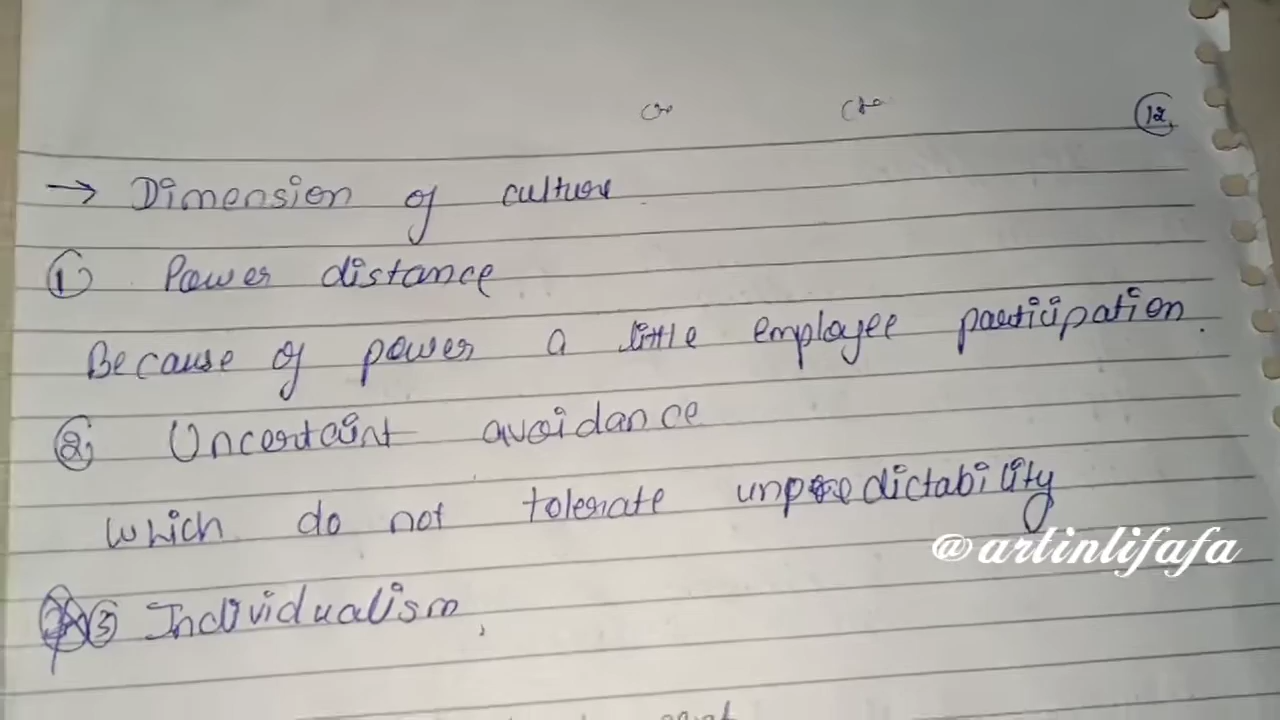 12
→ Dimension of culture
① Power distance
Because of power a little employee participation.
② Uncertaint avoidance
which do not tolerate unpredictability
@artinlifafa
③ Individualism,